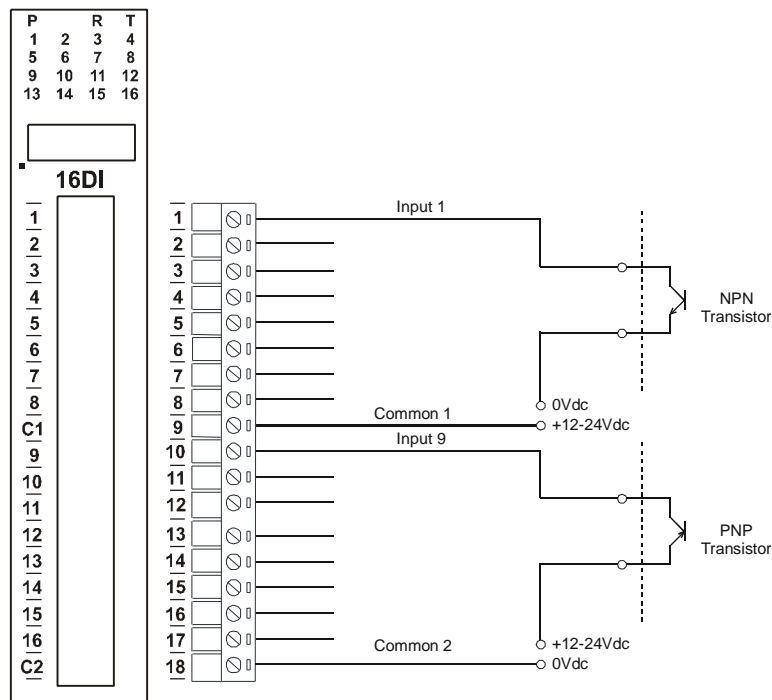 P R T
1 2 3 4
5 6 7 8
9 10 11 12
13 14 15 16
16DI
1
2
3
4
5
6
7
8
C1
9
10
11
12
13
14
15
16
C2
1
2
3
4
5
6
7
8
9
10
11
12
13
14
15
16
17
18
Input 1
NPN
Transistor
0Vdc
Common 1
+12-24Vdc
Input 9
PNP
Transistor
+12-24Vdc
Common 2
0Vdc